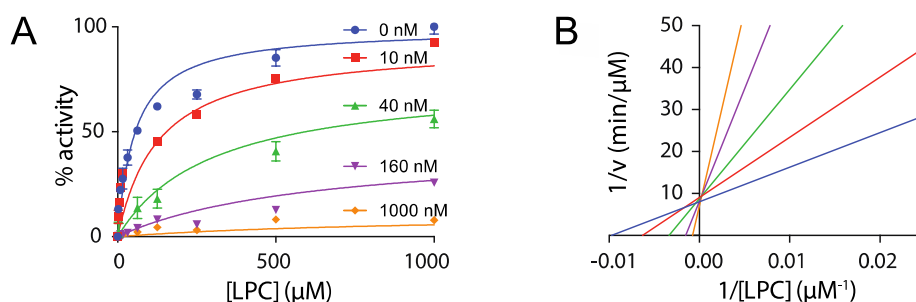 A
% activity
100
50
0
0 nM
10 nM
40 nM
160 nM
1000 nM
0
500
1000
[LPC] (µM)
B
1/v (min/µM)
50
40
30
20
10
-0.01
0.00
0.01
0.02
1/[LPC] (µM⁻¹)